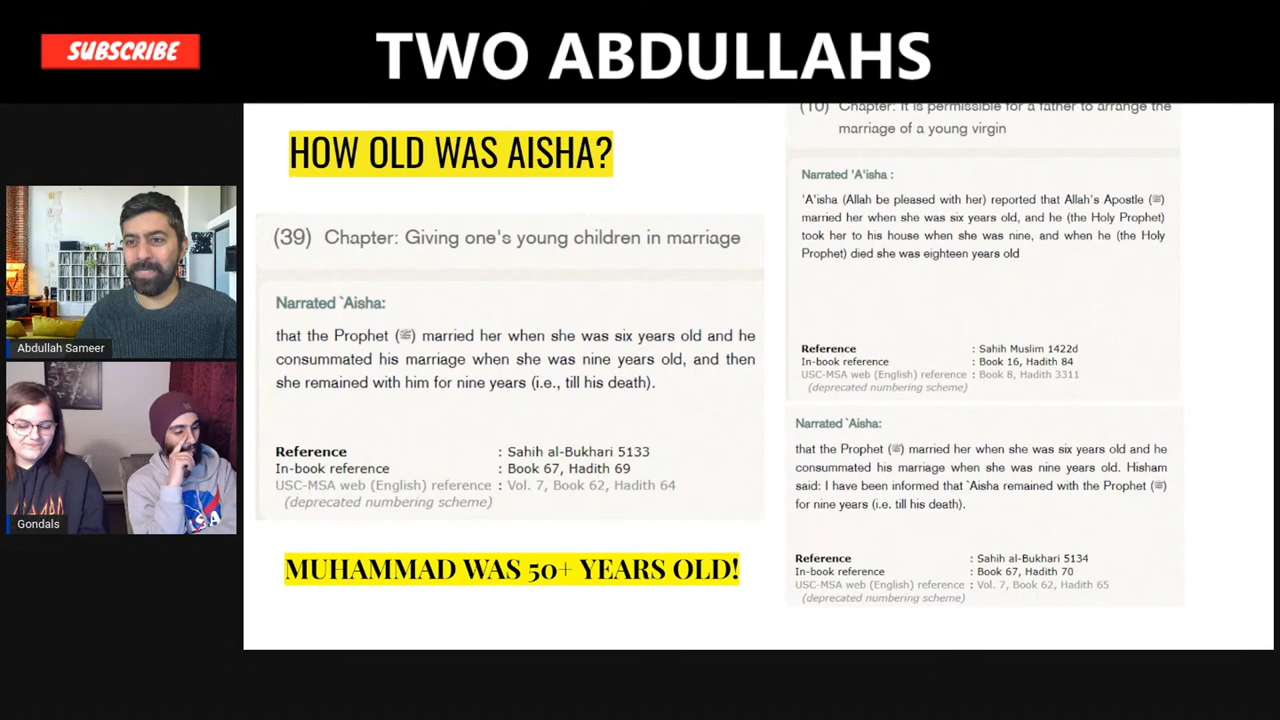 SUBSCRIBE
TWO ABDULLAHS
HOW OLD WAS AISHA?
(39) Chapter: Giving one's young children in marriage
Narrated `Aisha:
that the Prophet (ﷺ) married her when she was six years old and he
consummated his marriage when she was nine years old, and then
she remained with him for nine years (i.e., till his death).
Reference : Sahih al-Bukhari 5133
In-book reference : Book 67, Hadith 69
USC-MSA web (English) reference : Vol. 7, Book 62, Hadith 64
(deprecated numbering scheme)
MUHAMMAD WAS 50+ YEARS OLD!
(10) Chapter: It is permissible for a father to arrange the
marriage of a young virgin
Narrated 'A'isha :
'A'isha (Allah be pleased with her) reported that Allah's Apostle (ﷺ)
married her when she was six years old, and he (the Holy Prophet)
took her to his house when she was nine, and when he (the Holy
Prophet) died she was eighteen years old
Reference : Sahih Muslim 1422d
In-book reference : Book 16, Hadith 84
USC-MSA web (English) reference : Book 8, Hadith 3311
(deprecated numbering scheme)
Narrated `Aisha:
that the Prophet (ﷺ) married her when she was six years old and he
consummated his marriage when she was nine years old. Hisham
said: I have been informed that `Aisha remained with the Prophet (ﷺ)
for nine years (i.e. till his death).
Reference : Sahih al-Bukhari 5134
In-book reference : Book 67, Hadith 70
USC-MSA web (English) reference : Vol. 7, Book 62, Hadith 65
(deprecated numbering scheme)
Abdullah Sameer
Gondals